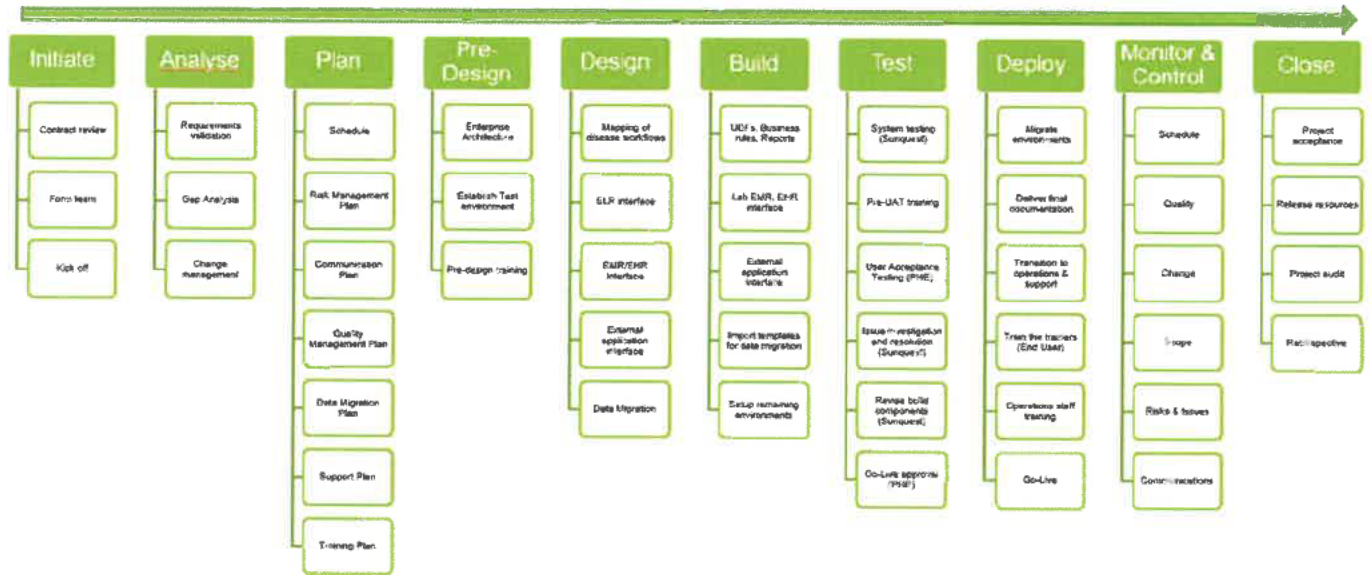 Initiate
Contract review
Form team
Kick off
Analyse
Requirements
validation
Gap Analysis
Change
management
Plan
Schedule
Risk Management
Plan
Communication
Plan
Quality
Management Plan
Data Migration
Plan
Support Plan
Training Plan
Pre-
Design
Enterprise
Architecture
Establish Test
environment
Pre-design training
Design
Mapping of
disease workflows
ELR interface
EMR/EHR
Interface
External
application
interface
Data Migration
Build
UDFs, Business
rules, Reports
Lab EMR, EHR
interface
External
application
interface
Import templates
for data migration
Setup remaining
environments
Test
System testing
(Sunquest)
Pre-UAT training
User Acceptance
Testing (PHE)
Issue investigation
and resolution
(Sunquest)
Revise build
components
(Sunquest)
Go-Live approval
(PHE)
Deploy
Migrate
environments
Deliver final
documentation
Transition to
operations &
support
Train the trainers
(End User)
Operations staff
training
Go-Live
Monitor &
Control
Schedule
Quality
Change
Scope
Risks & Issues
Communications
Close
Project
acceptance
Release resources
Project audit
Retrospective